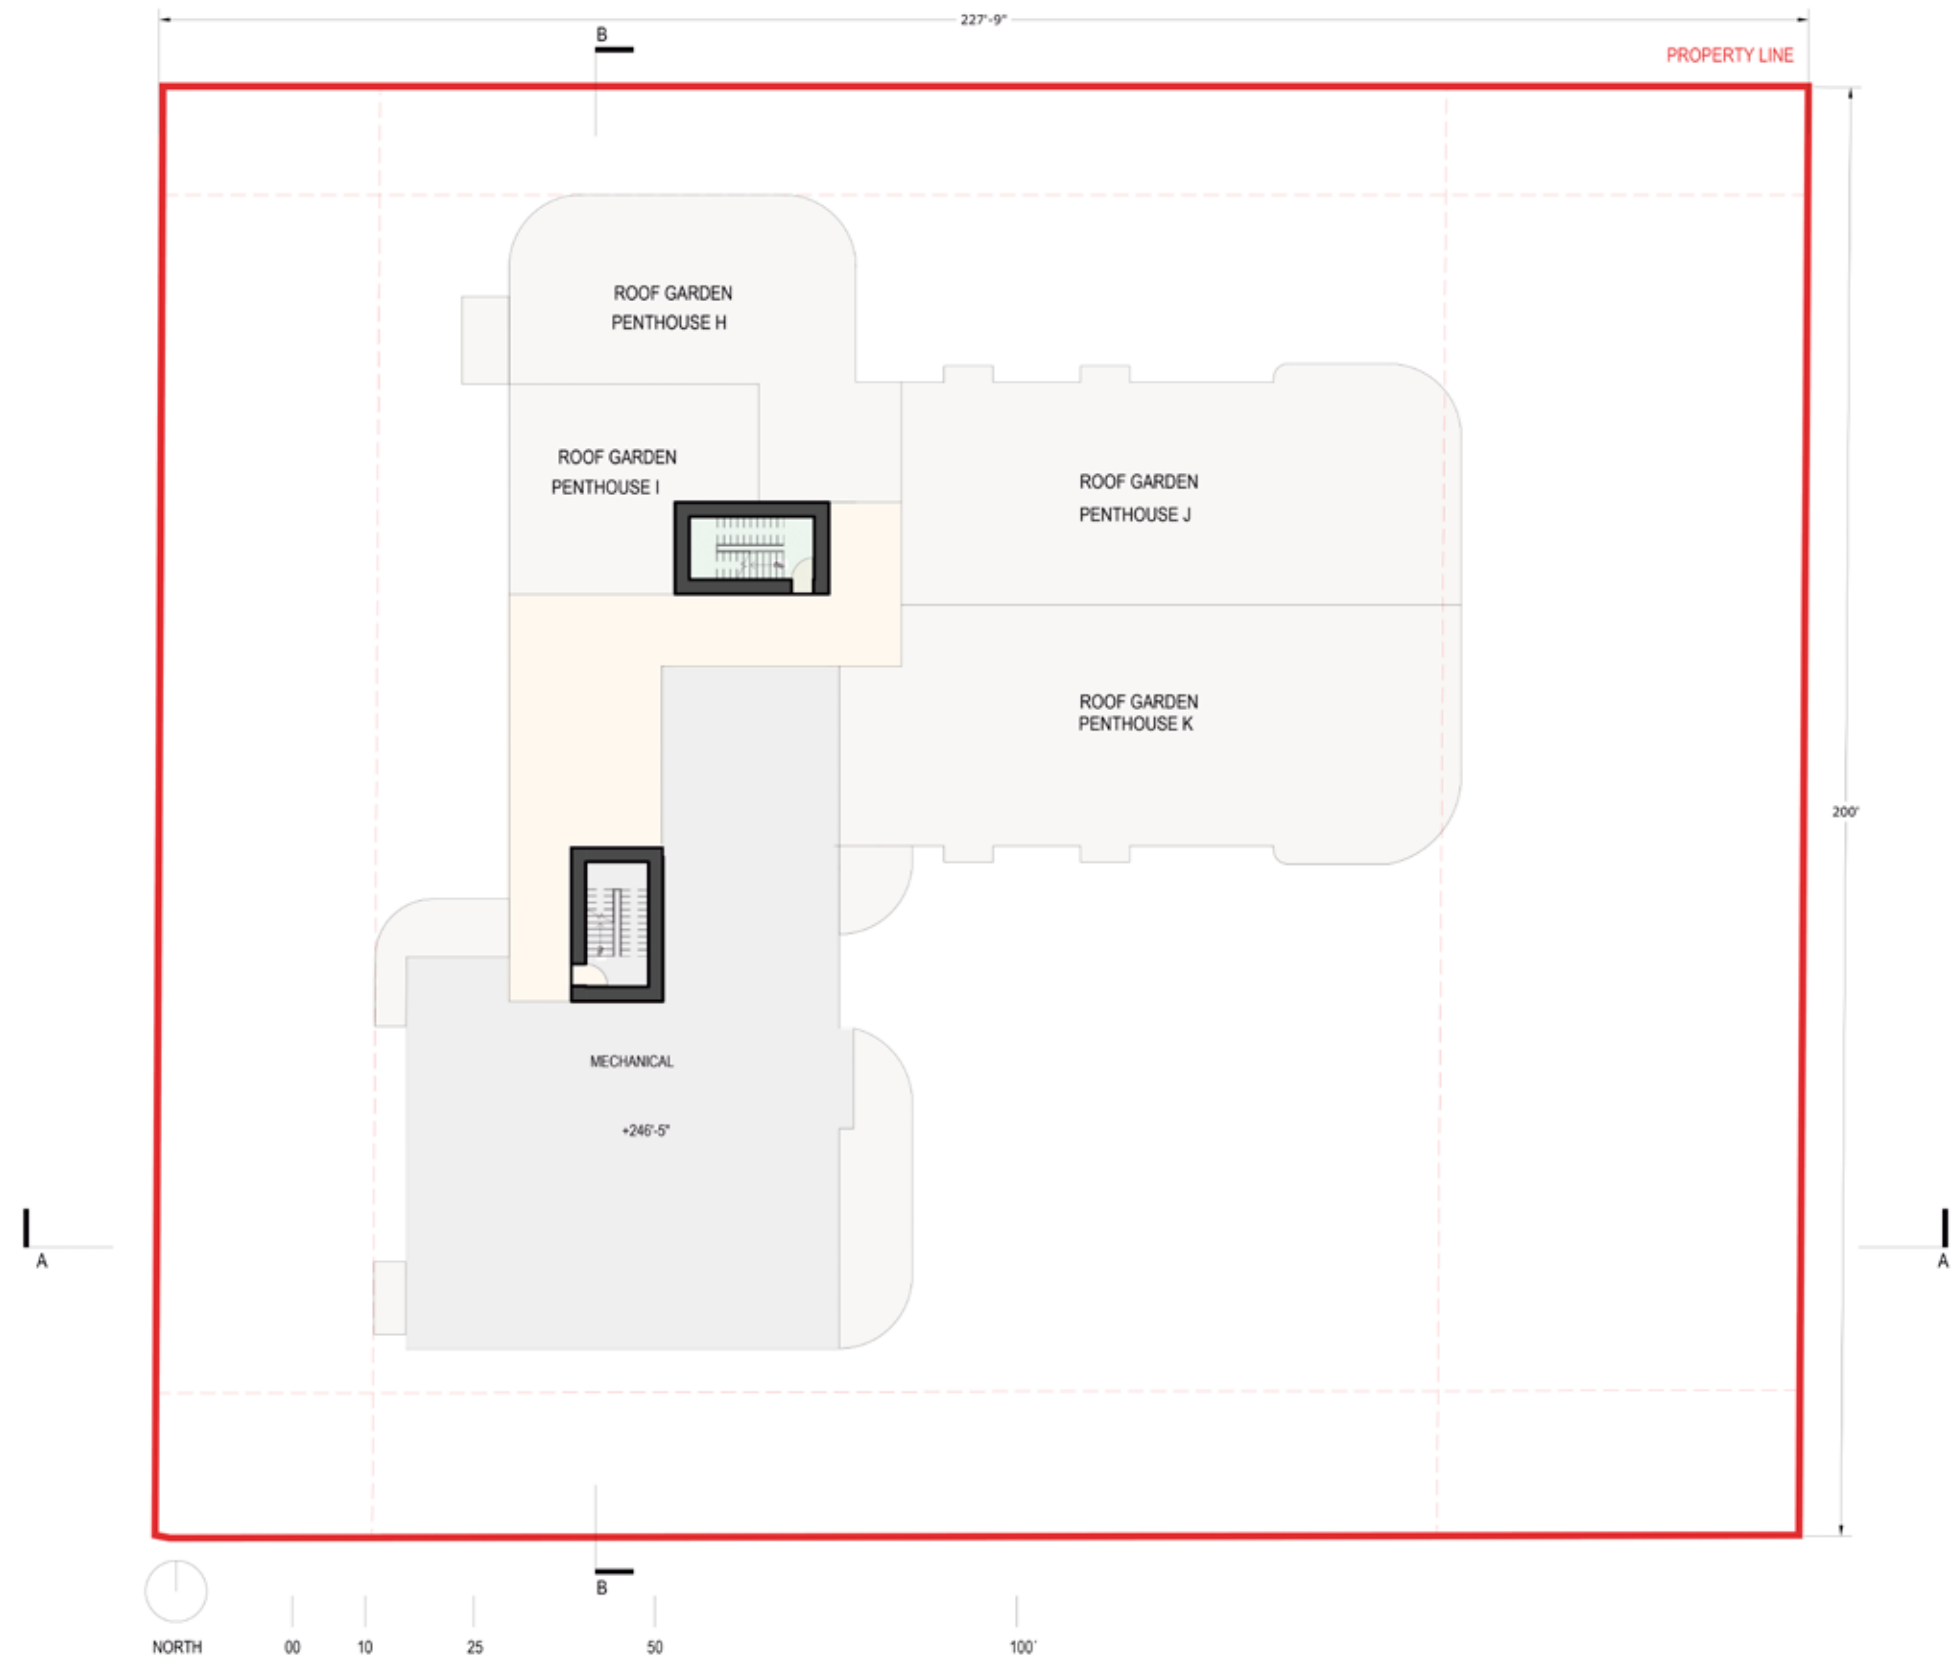 227'-9"
B
PROPERTY LINE
ROOF GARDEN
PENTHOUSE H
ROOF GARDEN
PENTHOUSE I
ROOF GARDEN
PENTHOUSE J
ROOF GARDEN
PENTHOUSE K
200'
MECHANICAL
+246'-5"
A
A
B
NORTH
00
10
25
50
100'